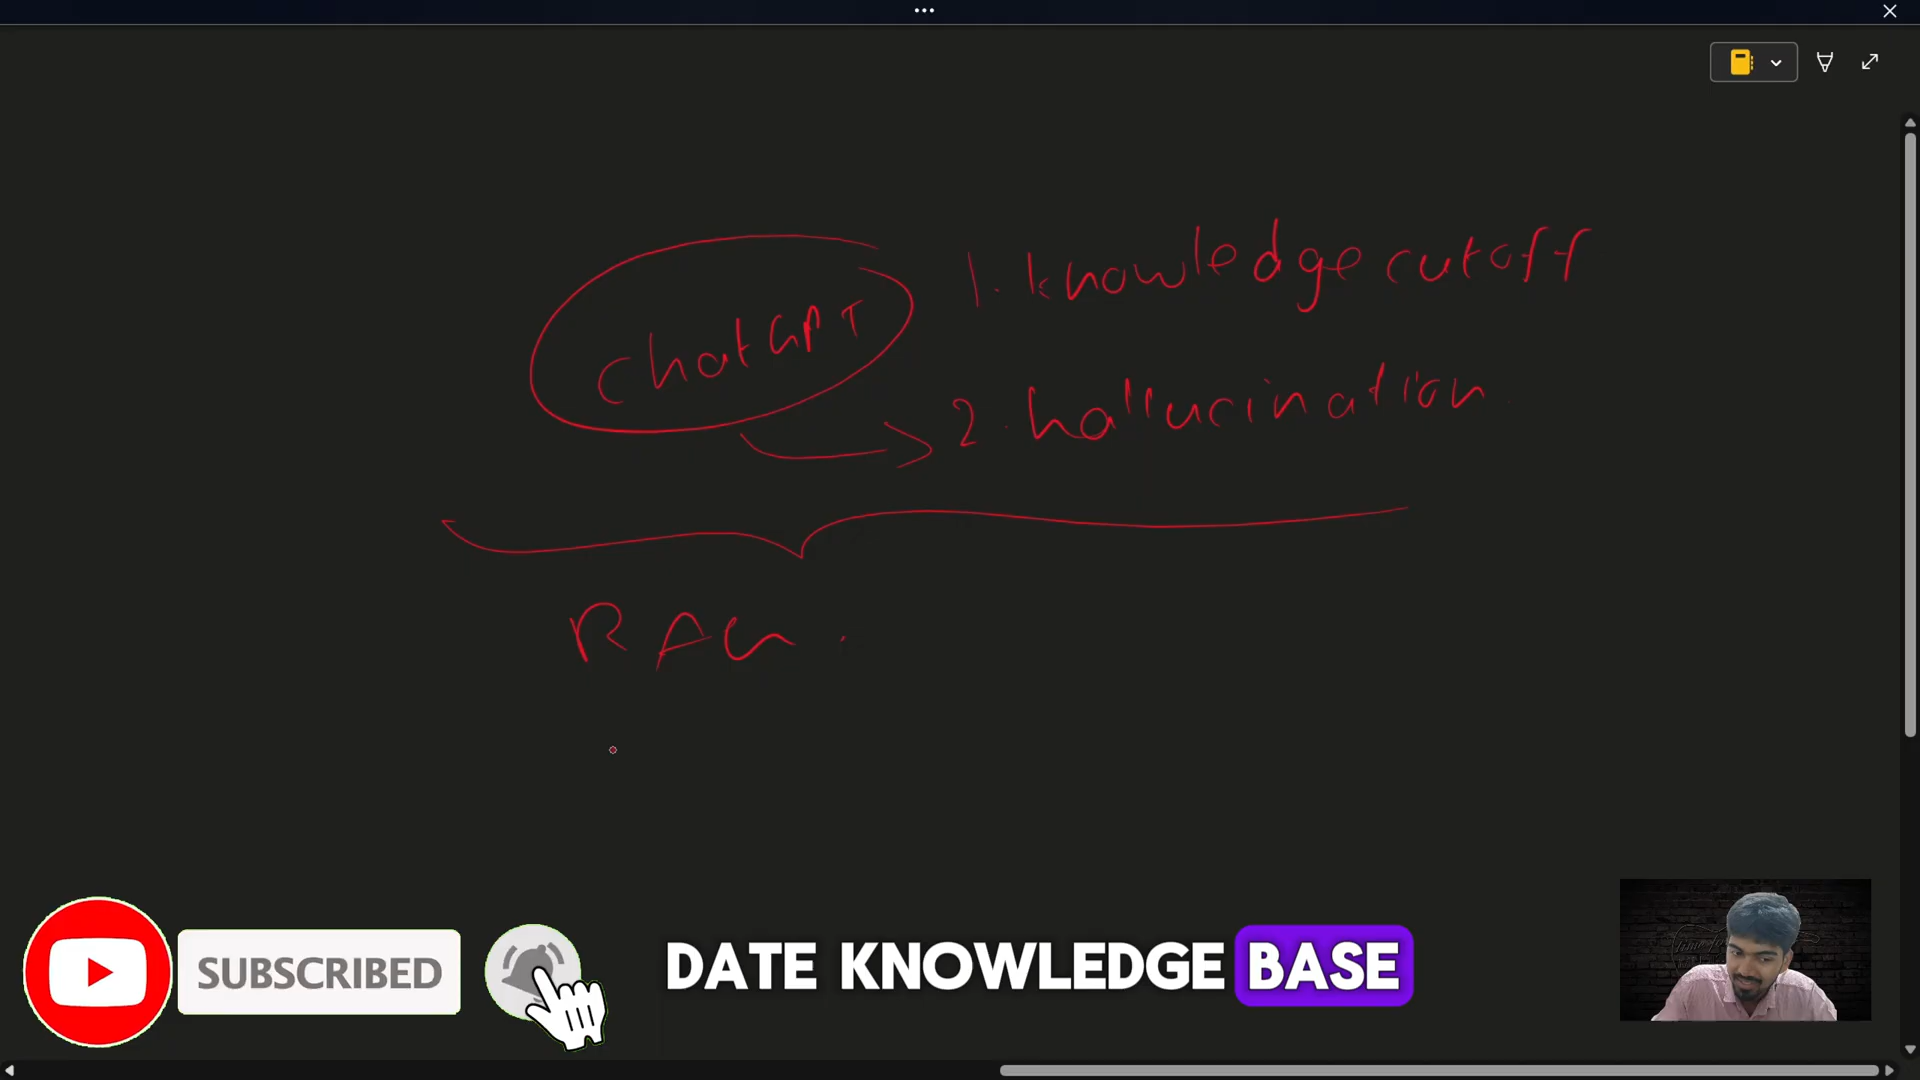 1. knowledge cutoff
chatGPT
2. hallucination
RAG
SUBSCRIBED
DATE KNOWLEDGE BASE